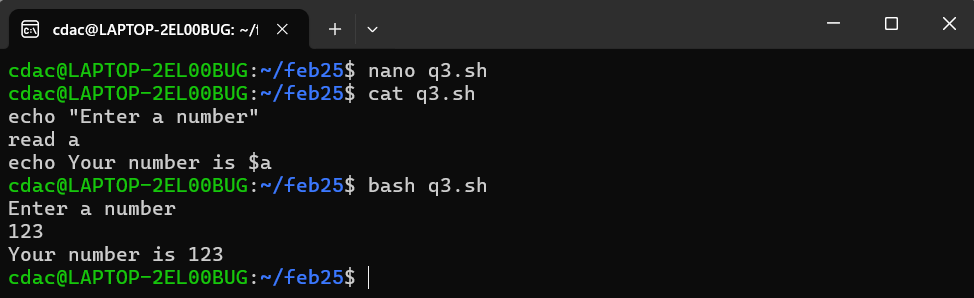 cdac@LAPTOP-2EL00BUG: ~/f
cdac@LAPTOP-2EL00BUG:~/feb25$ nano q3.sh
cdac@LAPTOP-2EL00BUG:~/feb25$ cat q3.sh
echo "Enter a number"
read a
echo Your number is $a
cdac@LAPTOP-2EL00BUG:~/feb25$ bash q3.sh
Enter a number
123
Your number is 123
cdac@LAPTOP-2EL00BUG:~/feb25$